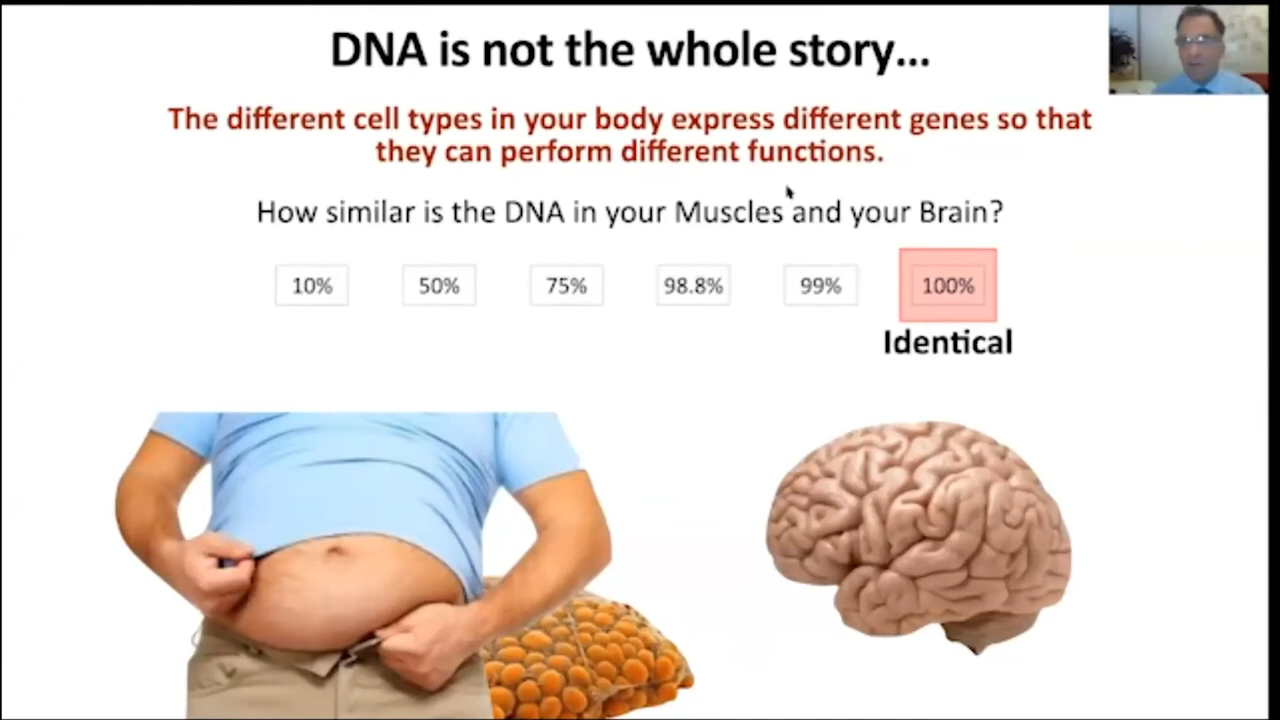 DNA is not the whole story...
The different cell types in your body express different genes so that
they can perform different functions.
How similar is the DNA in your Muscles and your Brain?
10% 50% 75% 98.8% 99% 100%
Identical